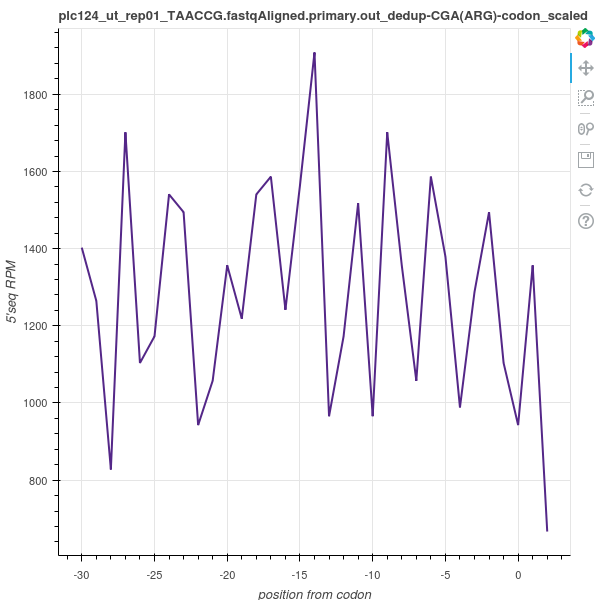 plc124_ut_rep01_TAACCG.fastqAligned.primary.out_dedup-CGA(ARG)-codon_scaled
1800
1600
1400
1200
1000
800
5'seq RPM
-30 -25 -20 -15 -10 -5 0
position from codon